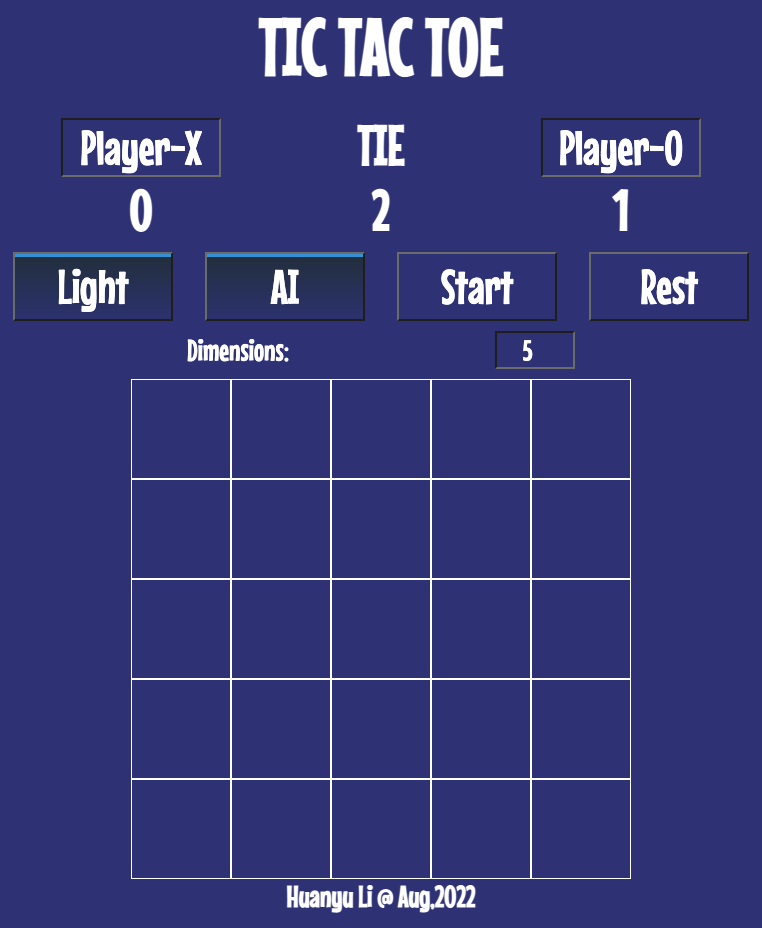 TIC TAC TOE
Player-X TIE Player-O
0 2 1
Light AI Start Rest
Dimensions: 5
Huanyu Li @ Aug,2022